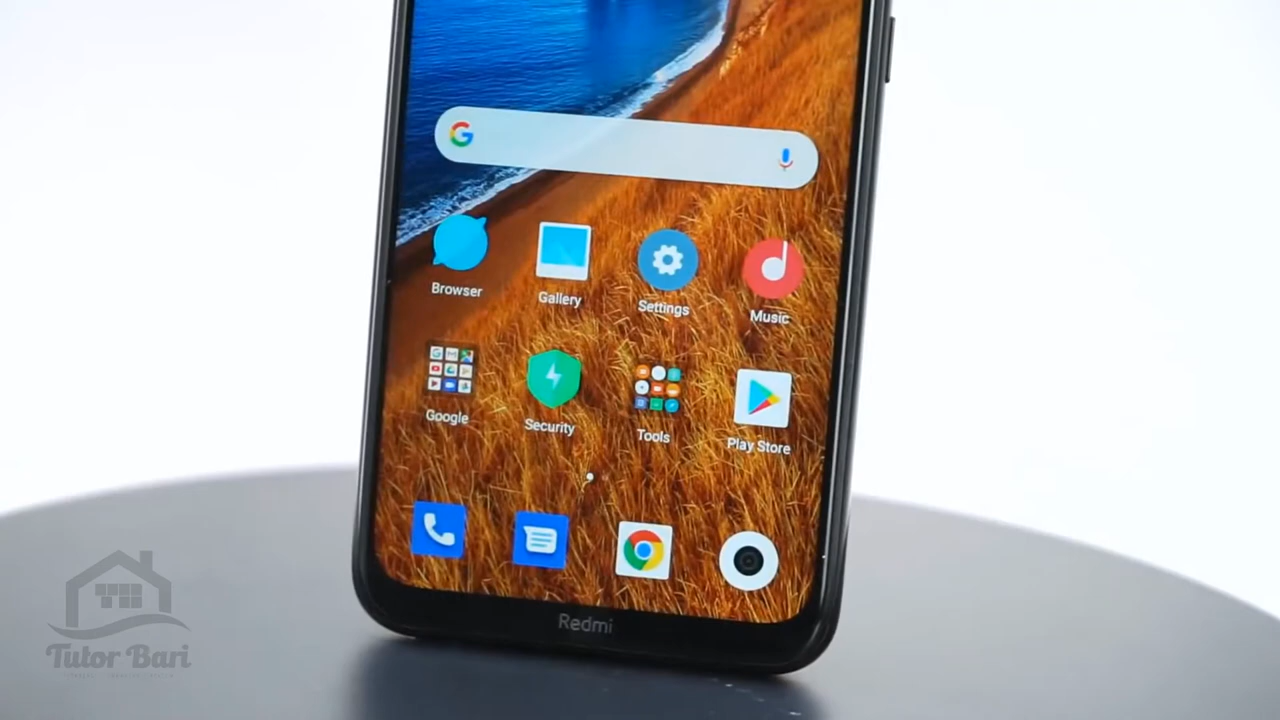 Browser
Gallery
Settings
Music
Google
Security
Tools
Play Store
Redmi
Tutor Bari